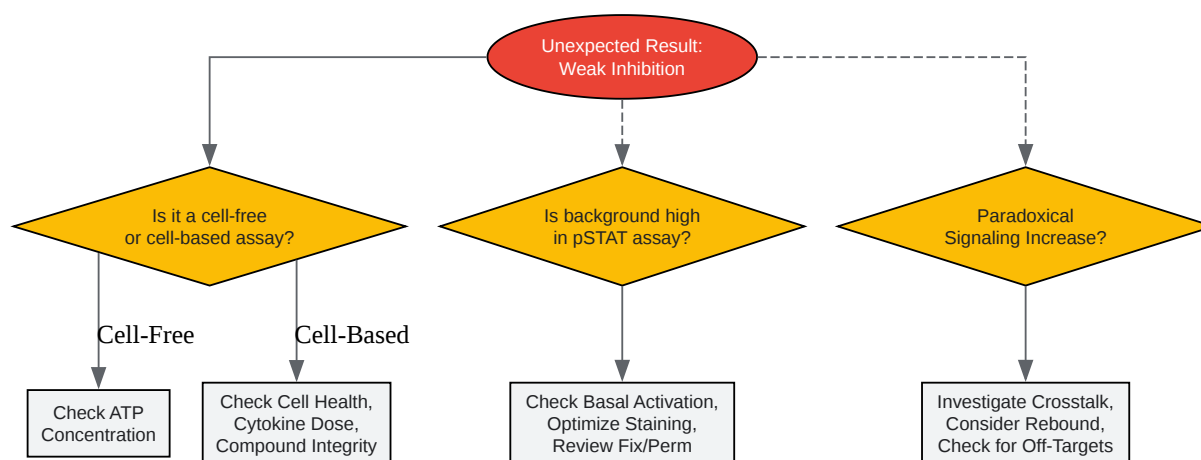 Unexpected Result:
Weak Inhibition
Is it a cell-free
or cell-based assay?
Is background high
in pSTAT assay?
Paradoxical
Signaling Increase?
Cell-Free
Cell-Based
Check ATP
Concentration
Check Cell Health,
Cytokine Dose,
Compound Integrity
Check Basal Activation,
Optimize Staining,
Review Fix/Perm
Investigate Crosstalk,
Consider Rebound,
Check for Off-Targets